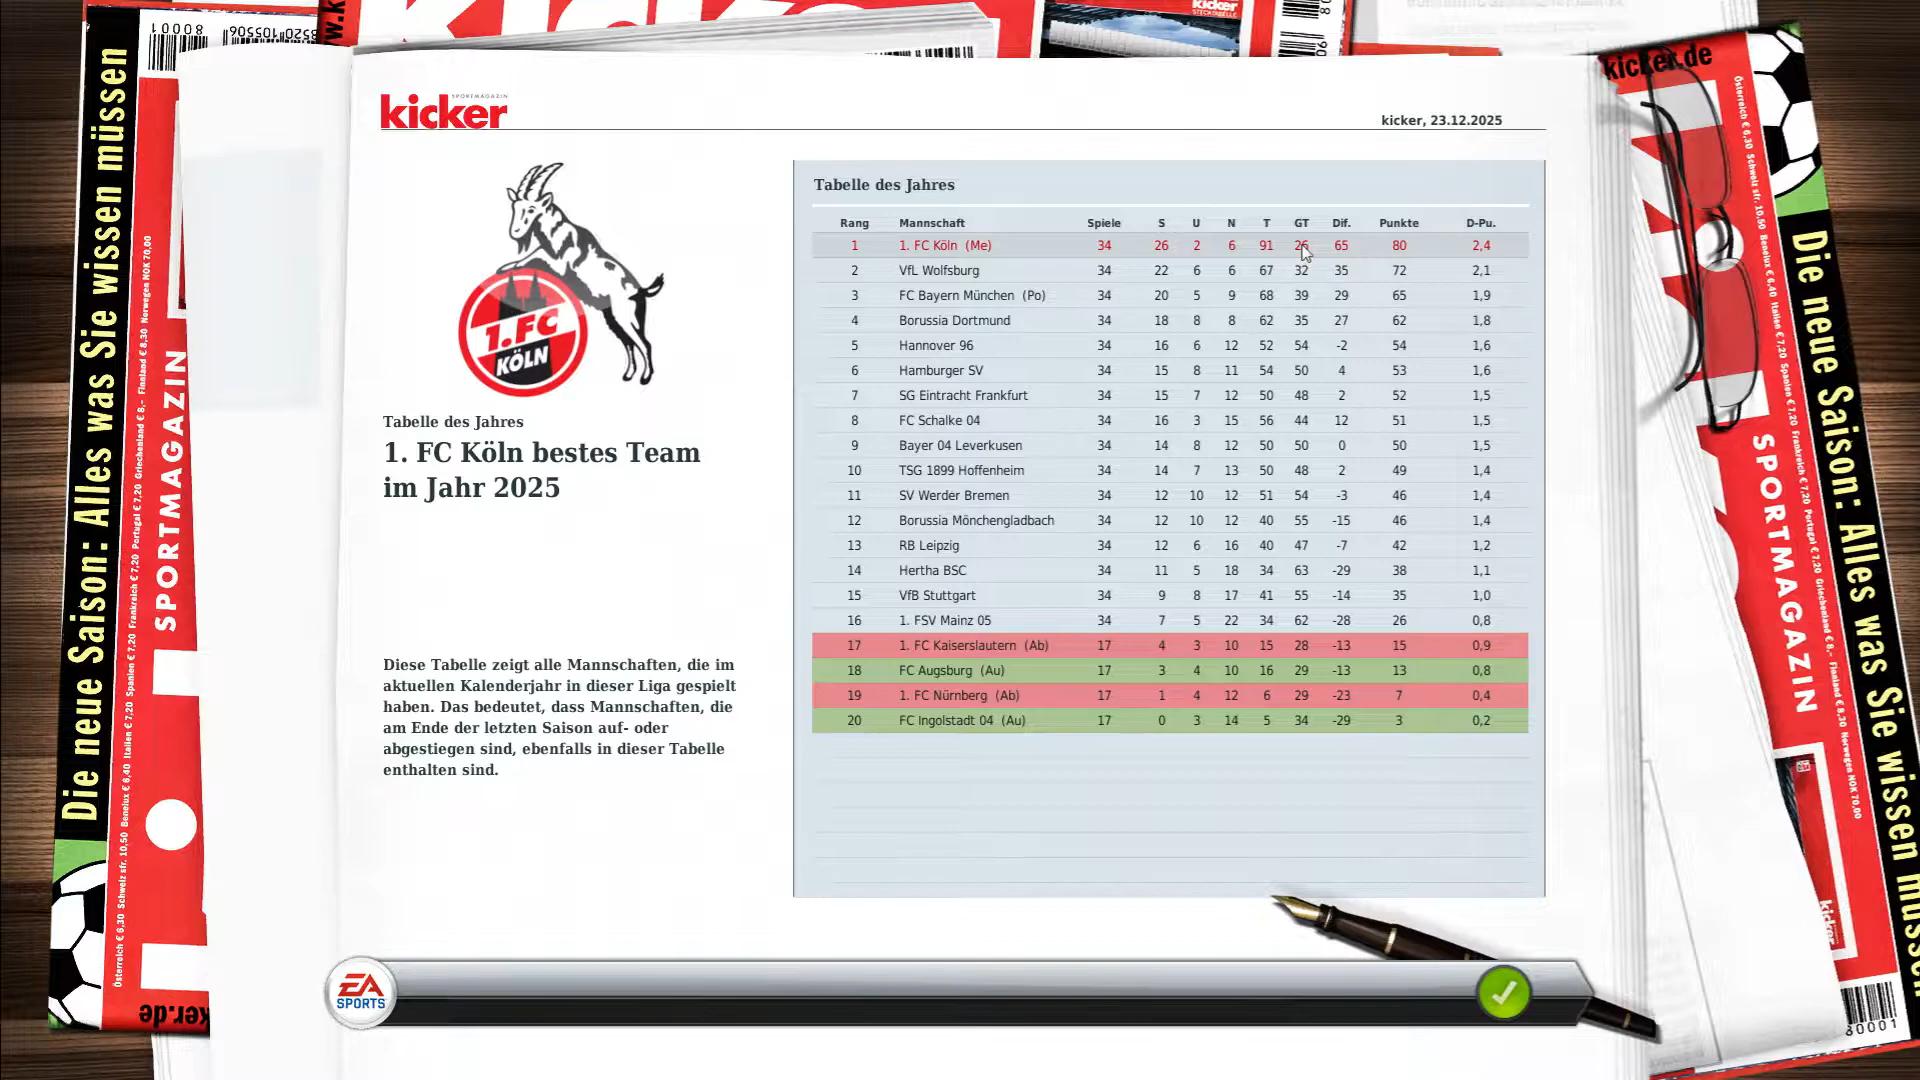 kicker
SPORTMAGAZIN
kicker, 23.12.2025
1. FC
KÖLN
Tabelle des Jahres
1. FC Köln bestes Team
im Jahr 2025
Diese Tabelle zeigt alle Mannschaften, die im
aktuellen Kalenderjahr in dieser Liga gespielt
haben. Das bedeutet, dass Mannschaften, die
am Ende der letzten Saison auf- oder
abgestiegen sind, ebenfalls in dieser Tabelle
enthalten sind.
Tabelle des Jahres
Rang Mannschaft Spiele S U N T GT Dif. Punkte D-Pu.
1 1. FC Köln (Me) 34 26 2 6 91 26 65 80 2,4
2 VfL Wolfsburg 34 22 6 6 67 32 35 72 2,1
3 FC Bayern München (Po) 34 20 5 9 68 39 29 65 1,9
4 Borussia Dortmund 34 18 8 8 62 35 27 62 1,8
5 Hannover 96 34 16 6 12 52 54 -2 54 1,6
6 Hamburger SV 34 15 8 11 54 50 4 53 1,6
7 SG Eintracht Frankfurt 34 15 7 12 50 48 2 52 1,5
8 FC Schalke 04 34 16 3 15 56 44 12 51 1,5
9 Bayer 04 Leverkusen 34 14 8 12 50 50 0 50 1,5
10 TSG 1899 Hoffenheim 34 14 7 13 50 48 2 49 1,4
11 SV Werder Bremen 34 12 10 12 51 54 -3 46 1,4
12 Borussia Mönchengladbach 34 12 10 12 40 55 -15 46 1,4
13 RB Leipzig 34 12 6 16 40 47 -7 42 1,2
14 Hertha BSC 34 11 5 18 34 63 -29 38 1,1
15 VfB Stuttgart 34 9 8 17 41 55 -14 35 1,0
16 1. FSV Mainz 05 34 7 5 22 34 62 -28 26 0,8
17 1. FC Kaiserslautern (Ab) 17 4 3 10 15 28 -13 15 0,9
18 FC Augsburg (Au) 17 3 4 10 16 29 -13 13 0,8
19 1. FC Nürnberg (Ab) 17 1 4 12 6 29 -23 7 0,4
20 FC Ingolstadt 04 (Au) 17 0 3 14 5 34 -29 3 0,2
EA
SPORTS
Die neue Saison: Alles was Sie wissen müssen
SPORTMAGAZIN
80001
kicker.de
Die neue Saison: Alles was Sie wissen müssen
SPORTMAGAZIN
kicker
80001